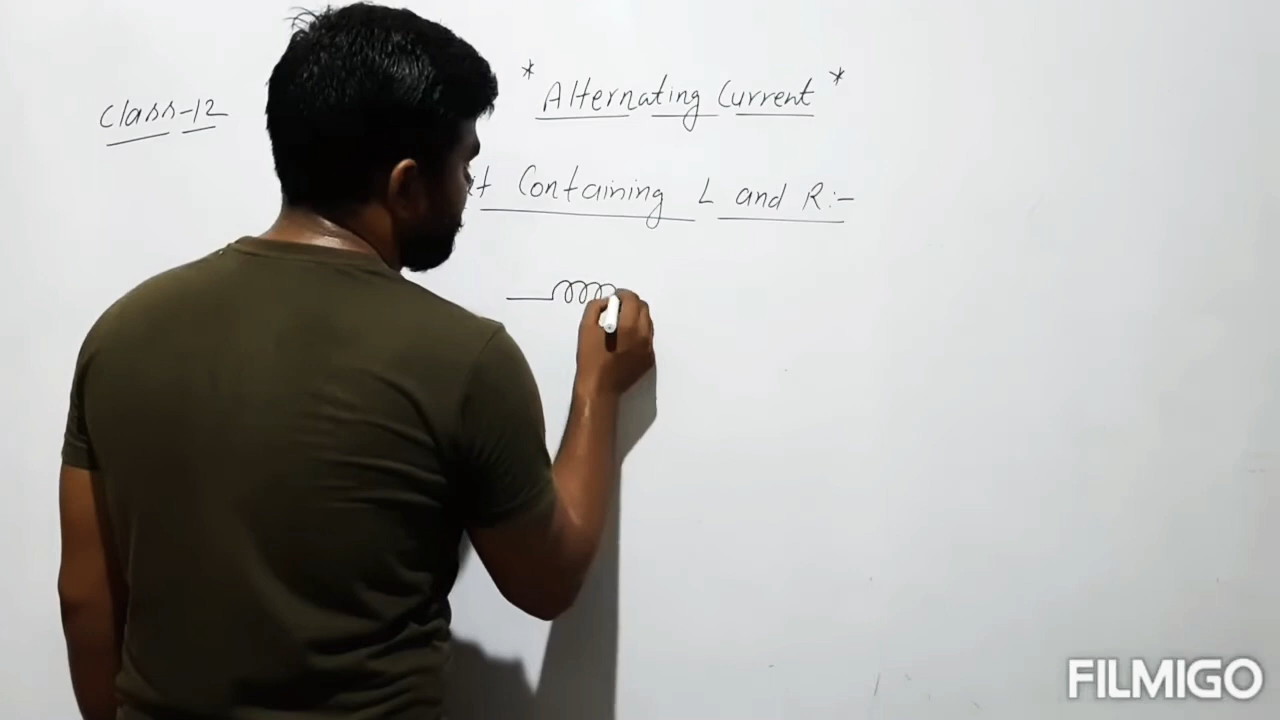 Class-12
* Alternating Current *
Containing L and R:-
FILMIGO